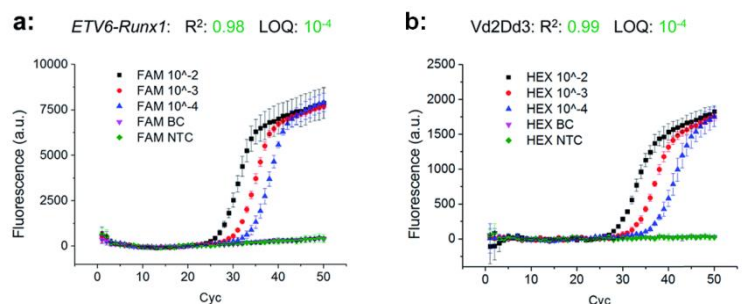 a: ETV6-Runx1: R²: 0.98 LOQ: 10⁻⁴
10000
7500
5000
2500
0
Fluorescence (a.u.)
FAM 10^-2
FAM 10^-3
FAM 10^-4
FAM BC
FAM NTC
0 10 20 30 40 50
Cyc
b: Vd2Dd3: R²: 0.99 LOQ: 10⁻⁴
2500
2000
1500
1000
500
0
Fluorescence (a.u.)
HEX 10^-2
HEX 10^-3
HEX 10^-4
HEX BC
HEX NTC
0 10 20 30 40 50
Cyc